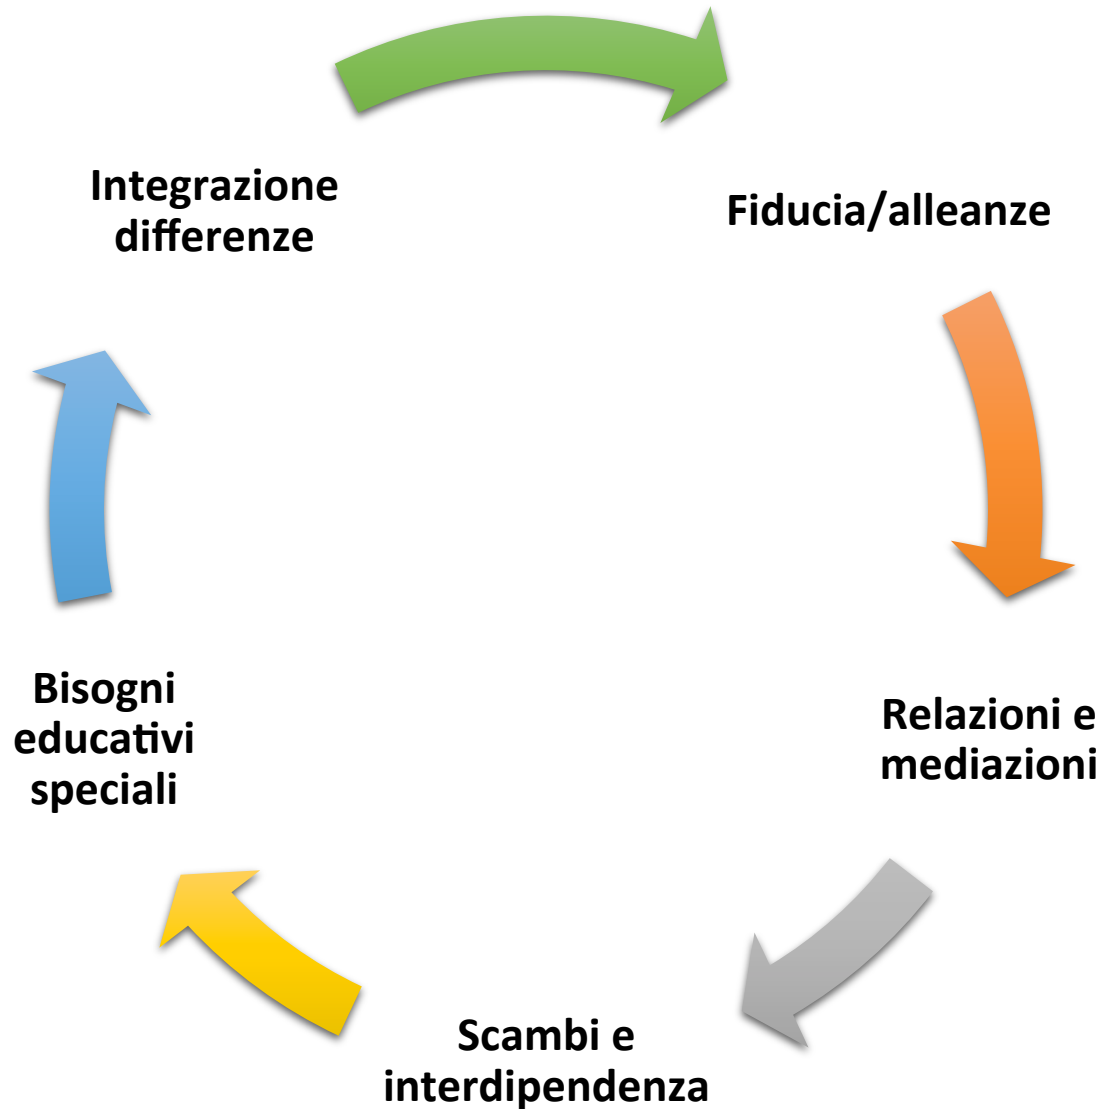 Integrazione
differenze
Fiducia/alleanze
Relazioni e
mediazioni
Scambi e
interdipendenza
Bisogni
educativi
speciali